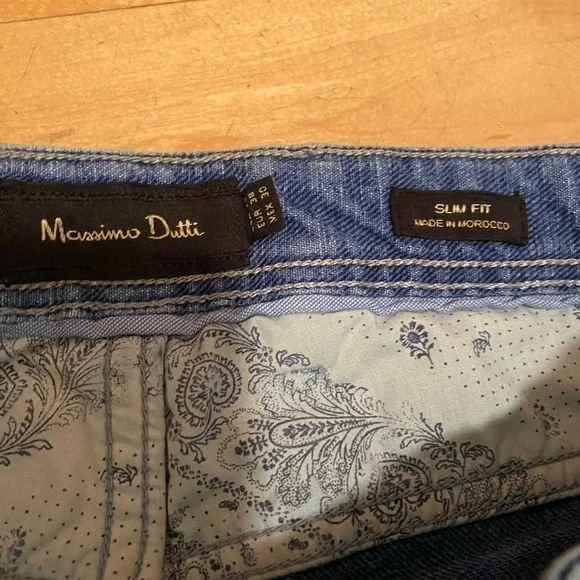 Massimo Dutti
EUR 38
MEX 30
SLIM FIT
MADE IN MOROCCO